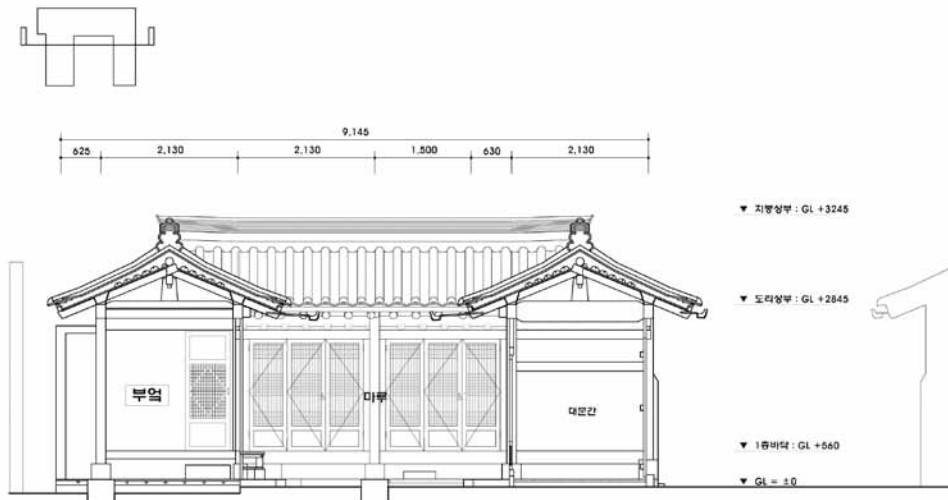 9,145
625 2,130 2,130 1,500 630 2,130
▼ 지붕상부 : GL +3245
▼ 도리상부 : GL +2845
부엌
마루
대문간
▼ 1층바닥 : GL +560
▼ GL = ±0